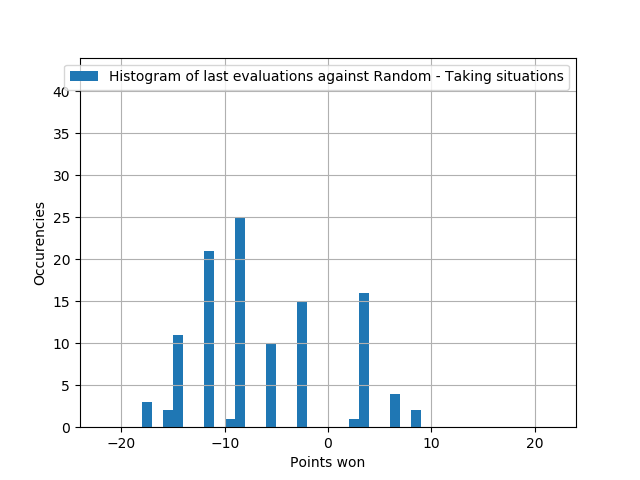 Histogram of last evaluations against Random - Taking situations
40
35
30
25
20
15
10
5
0
Occurencies
−20 −10 0 10 20
Points won